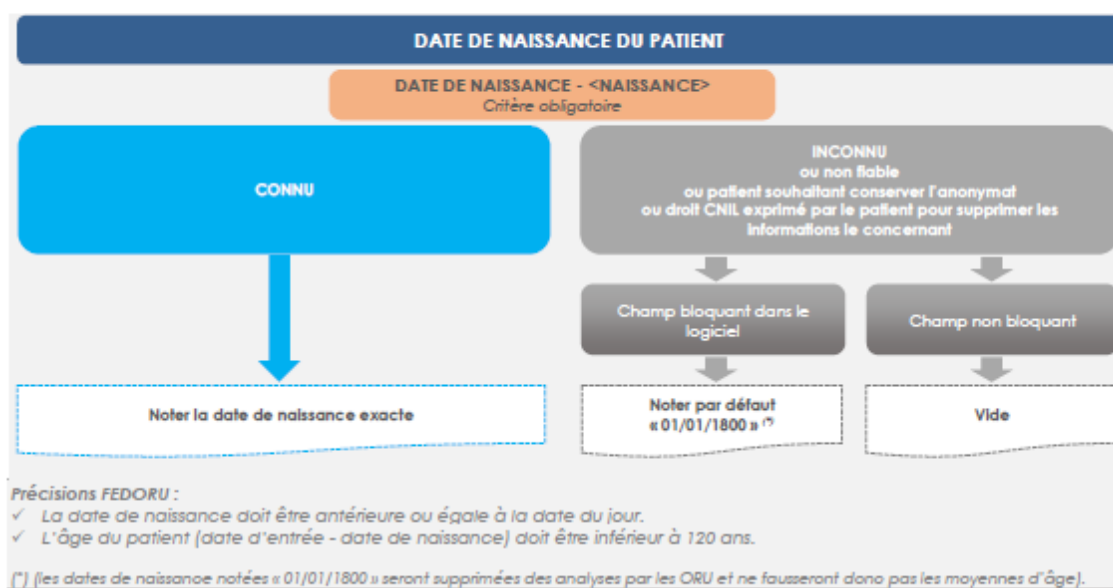 DATE DE NAISSANCE DU PATIENT
DATE DE NAISSANCE - <NAISSANCE>
Critère obligatoire
CONNU
INCONNU
ou non fiable
ou patient souhaitant conserver l'anonymat
ou droit CNIL exprimé par le patient pour supprimer les
informations le concernant
Champ bloquant dans le
logiciel
Champ non bloquant
Noter la date de naissance exacte
Noter par défaut
« 01/01/1800 » (*)
Vide
Précisions FEDORU :
✓ La date de naissance doit être antérieure ou égale à la date du jour.
✓ L'âge du patient (date d'entrée - date de naissance) doit être inférieur à 120 ans.
(*) (les dates de naissance notées « 01/01/1800 » seront supprimées des analyses par les ORU et ne fausseront donc pas les moyennes d'âge).